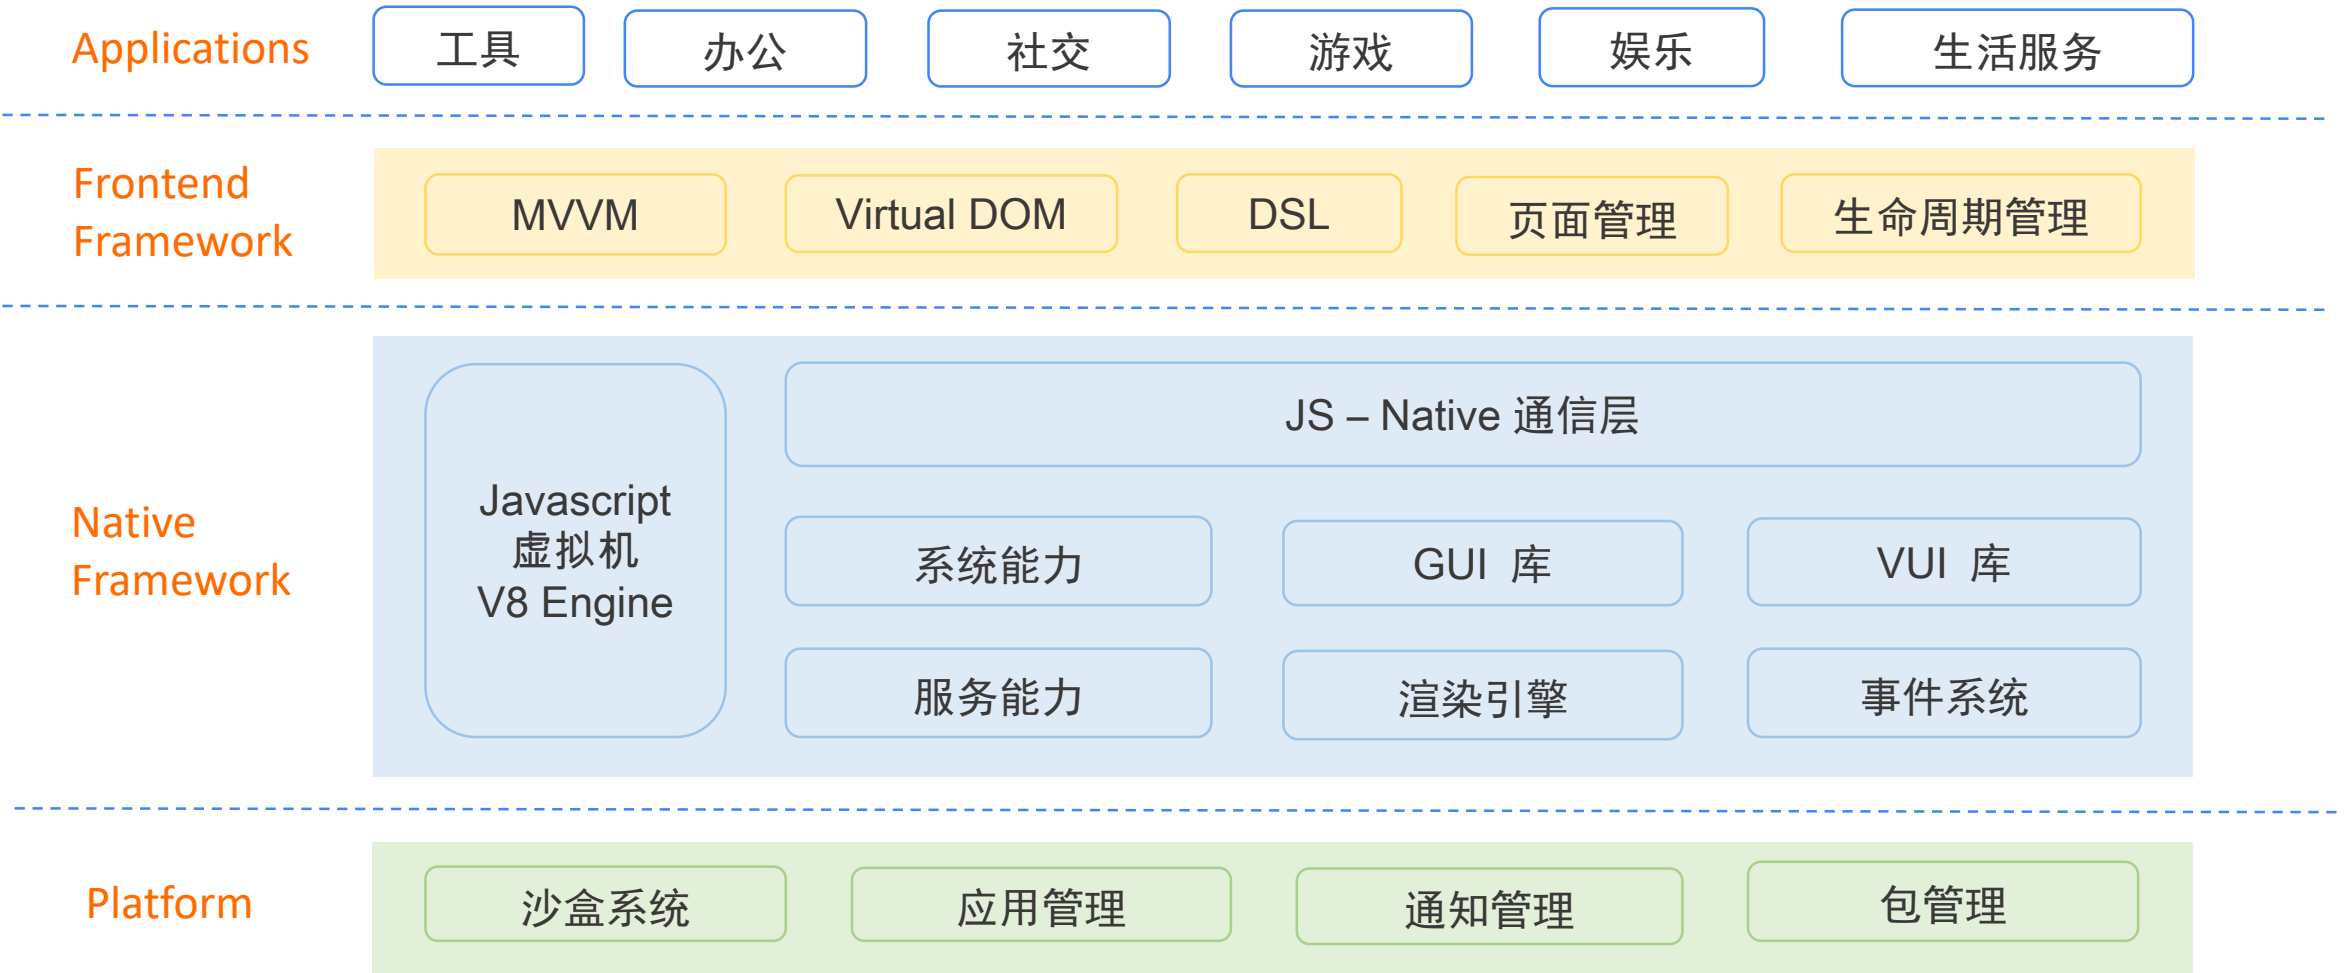 Applications
工具
办公
社交
游戏
娱乐
生活服务
Frontend
Framework
MVVM
Virtual DOM
DSL
页面管理
生命周期管理
Native
Framework
Javascript
虚拟机
V8 Engine
JS – Native 通信层
系统能力
GUI 库
VUI 库
服务能力
渲染引擎
事件系统
Platform
沙盒系统
应用管理
通知管理
包管理